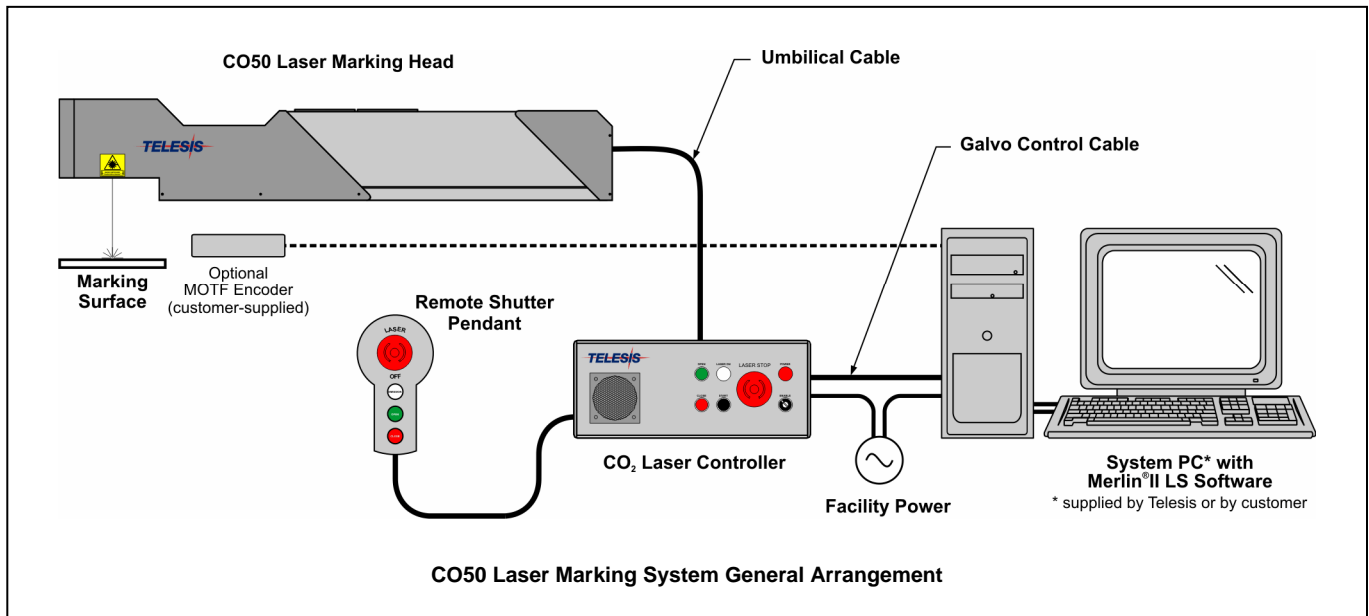 CO50 Laser Marking Head
Umbilical Cable
TELESIS
Galvo Control Cable
Marking
Surface
Optional
MOTF Encoder
(customer-supplied)
Remote Shutter
Pendant
LASER
OFF
TELESIS
LASER STOP
CO₂ Laser Controller
Facility Power
System PC* with
Merlin®II LS Software
* supplied by Telesis or by customer
CO50 Laser Marking System General Arrangement